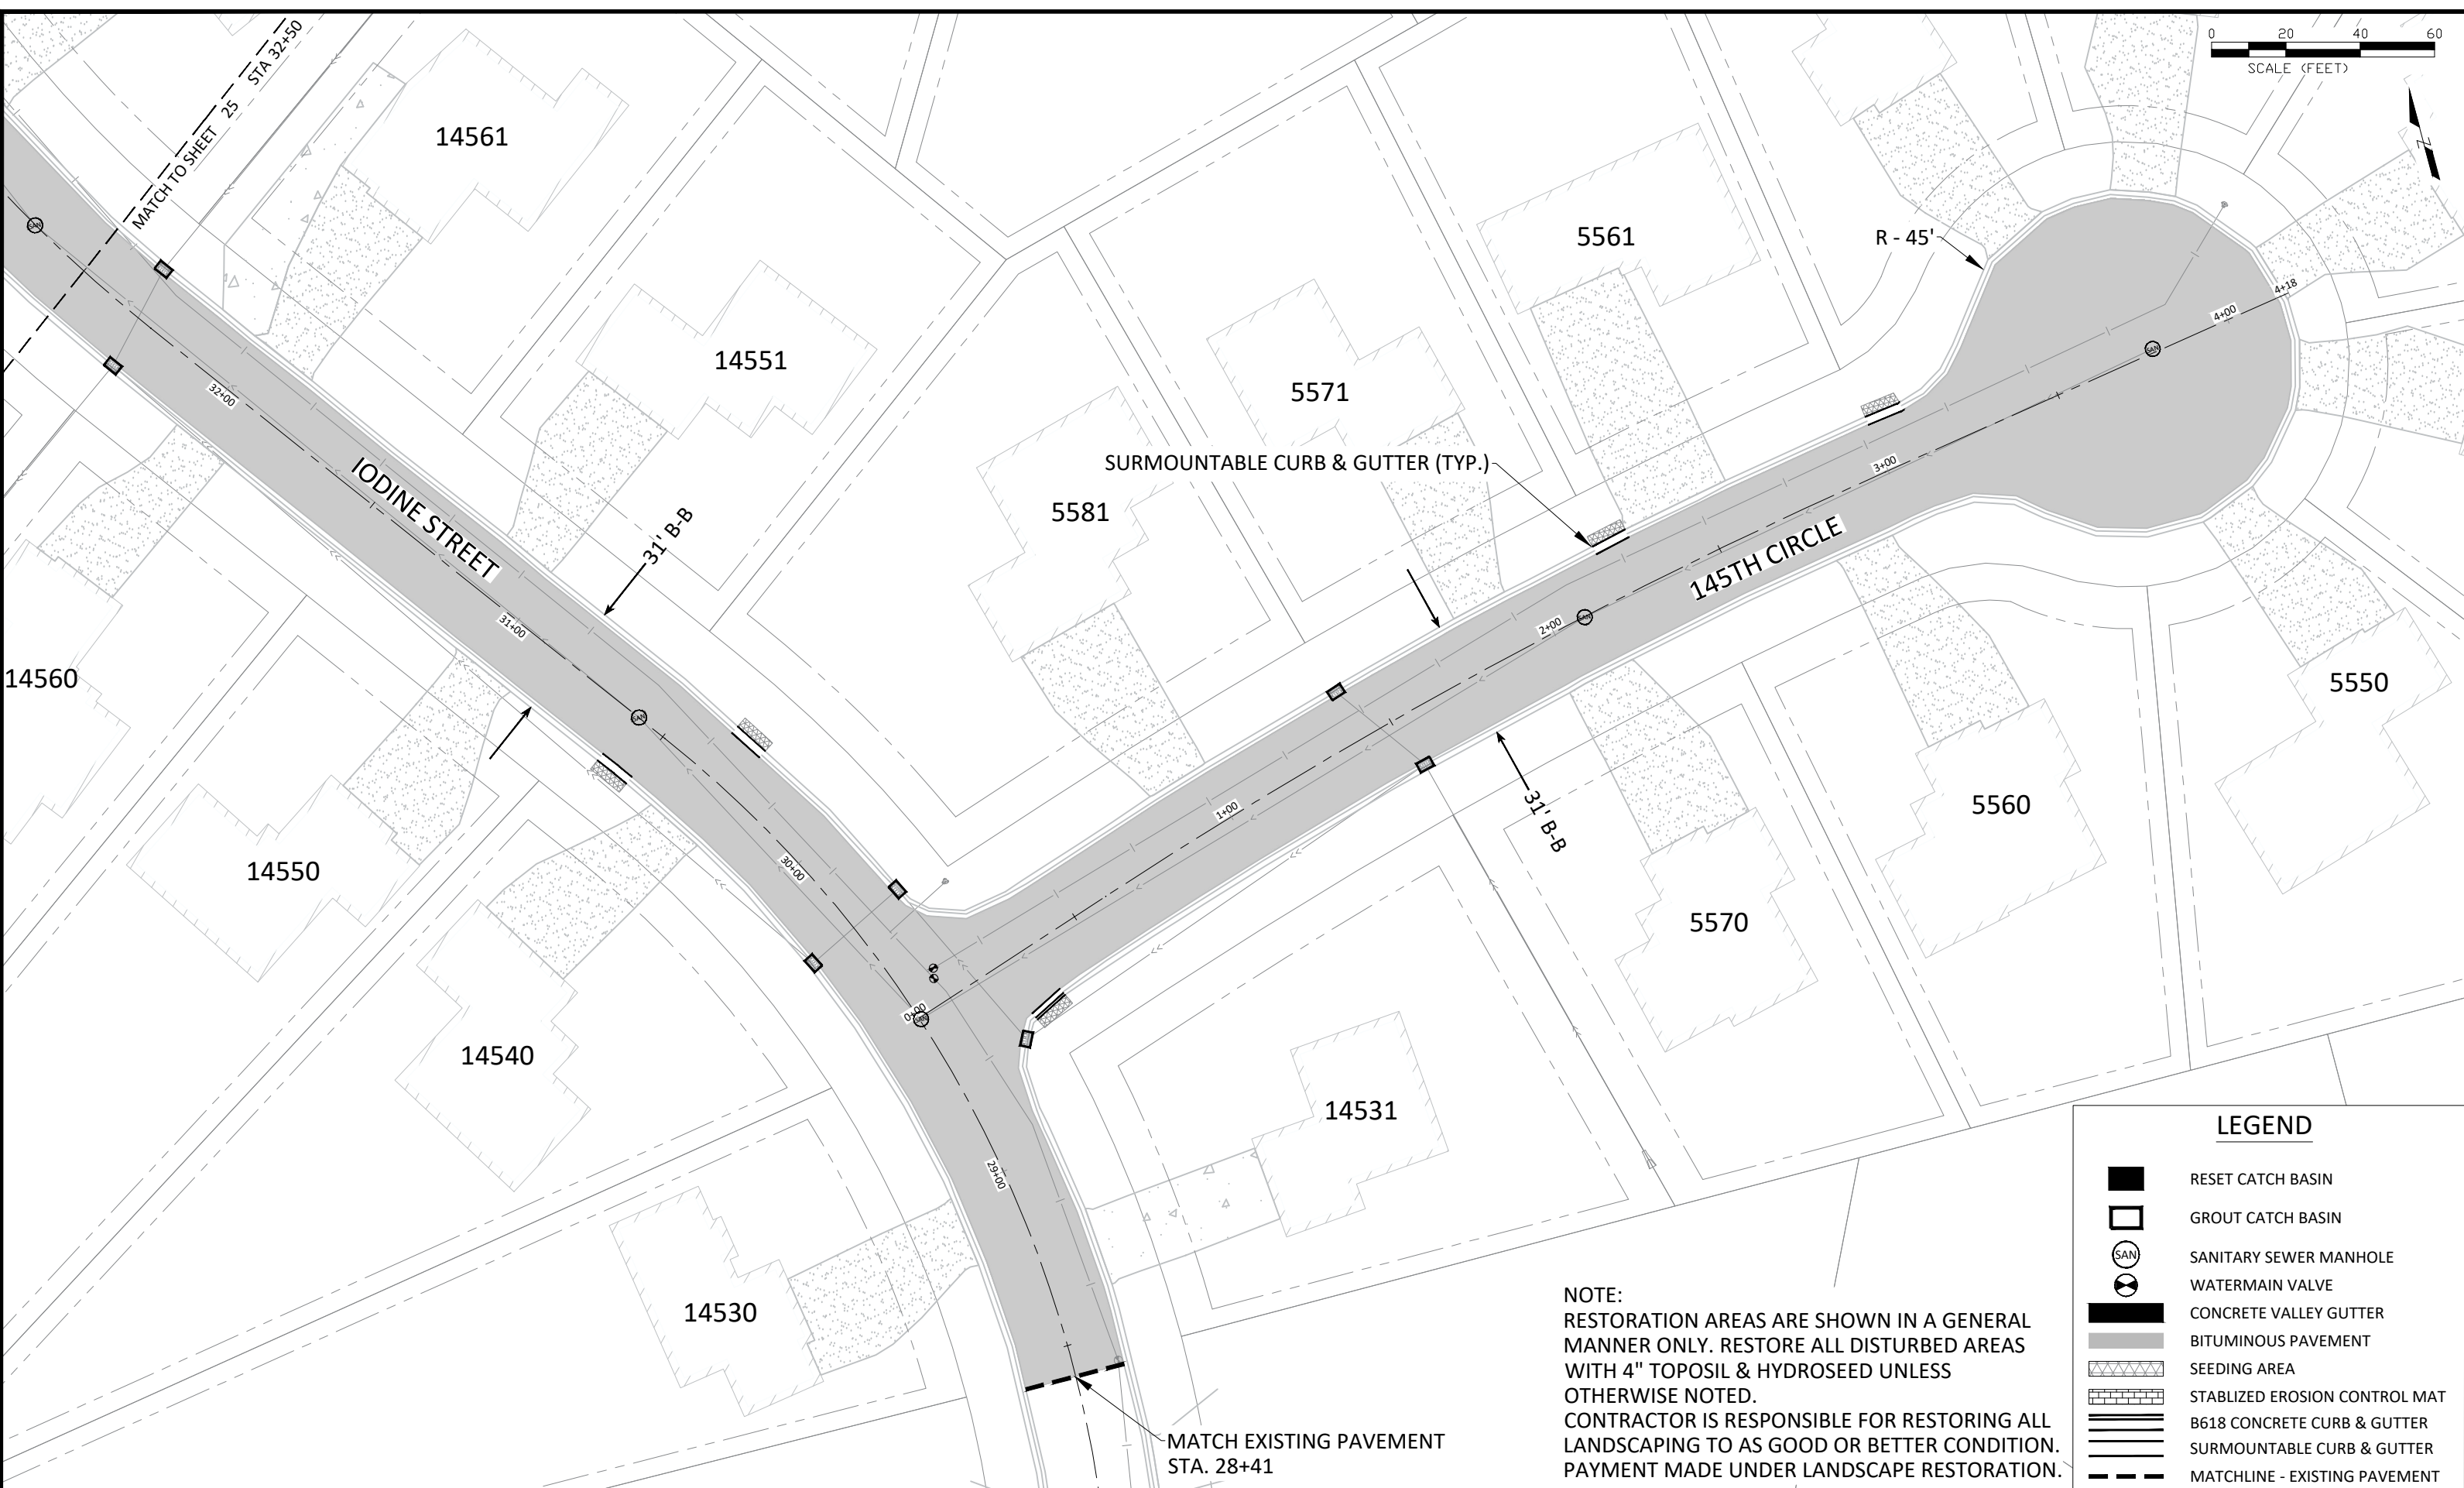 0 20 40 60
SCALE (FEET)
N
MATCH TO SHEET 25 STA 32+50
14561
14551
5561
R - 45'
5571
4+18
4+00
32+00
IODINE STREET
SURMOUNTABLE CURB & GUTTER (TYP.)
3+00
5581
31' B-B
145TH CIRCLE
31+00
2+00
14560
5550
SAN
1+00
31' B-B
5560
14550
30+00
5570
0+00
14540
14531
29+00
14530
MATCH EXISTING PAVEMENT
STA. 28+41
NOTE:
RESTORATION AREAS ARE SHOWN IN A GENERAL
MANNER ONLY. RESTORE ALL DISTURBED AREAS
WITH 4" TOPOSIL & HYDROSEED UNLESS
OTHERWISE NOTED.
CONTRACTOR IS RESPONSIBLE FOR RESTORING ALL
LANDSCAPING TO AS GOOD OR BETTER CONDITION.
PAYMENT MADE UNDER LANDSCAPE RESTORATION.
LEGEND
RESET CATCH BASIN
GROUT CATCH BASIN
SAN SANITARY SEWER MANHOLE
WATERMAIN VALVE
CONCRETE VALLEY GUTTER
BITUMINOUS PAVEMENT
SEEDING AREA
STABLIZED EROSION CONTROL MAT
B618 CONCRETE CURB & GUTTER
SURMOUNTABLE CURB & GUTTER
MATCHLINE - EXISTING PAVEMENT